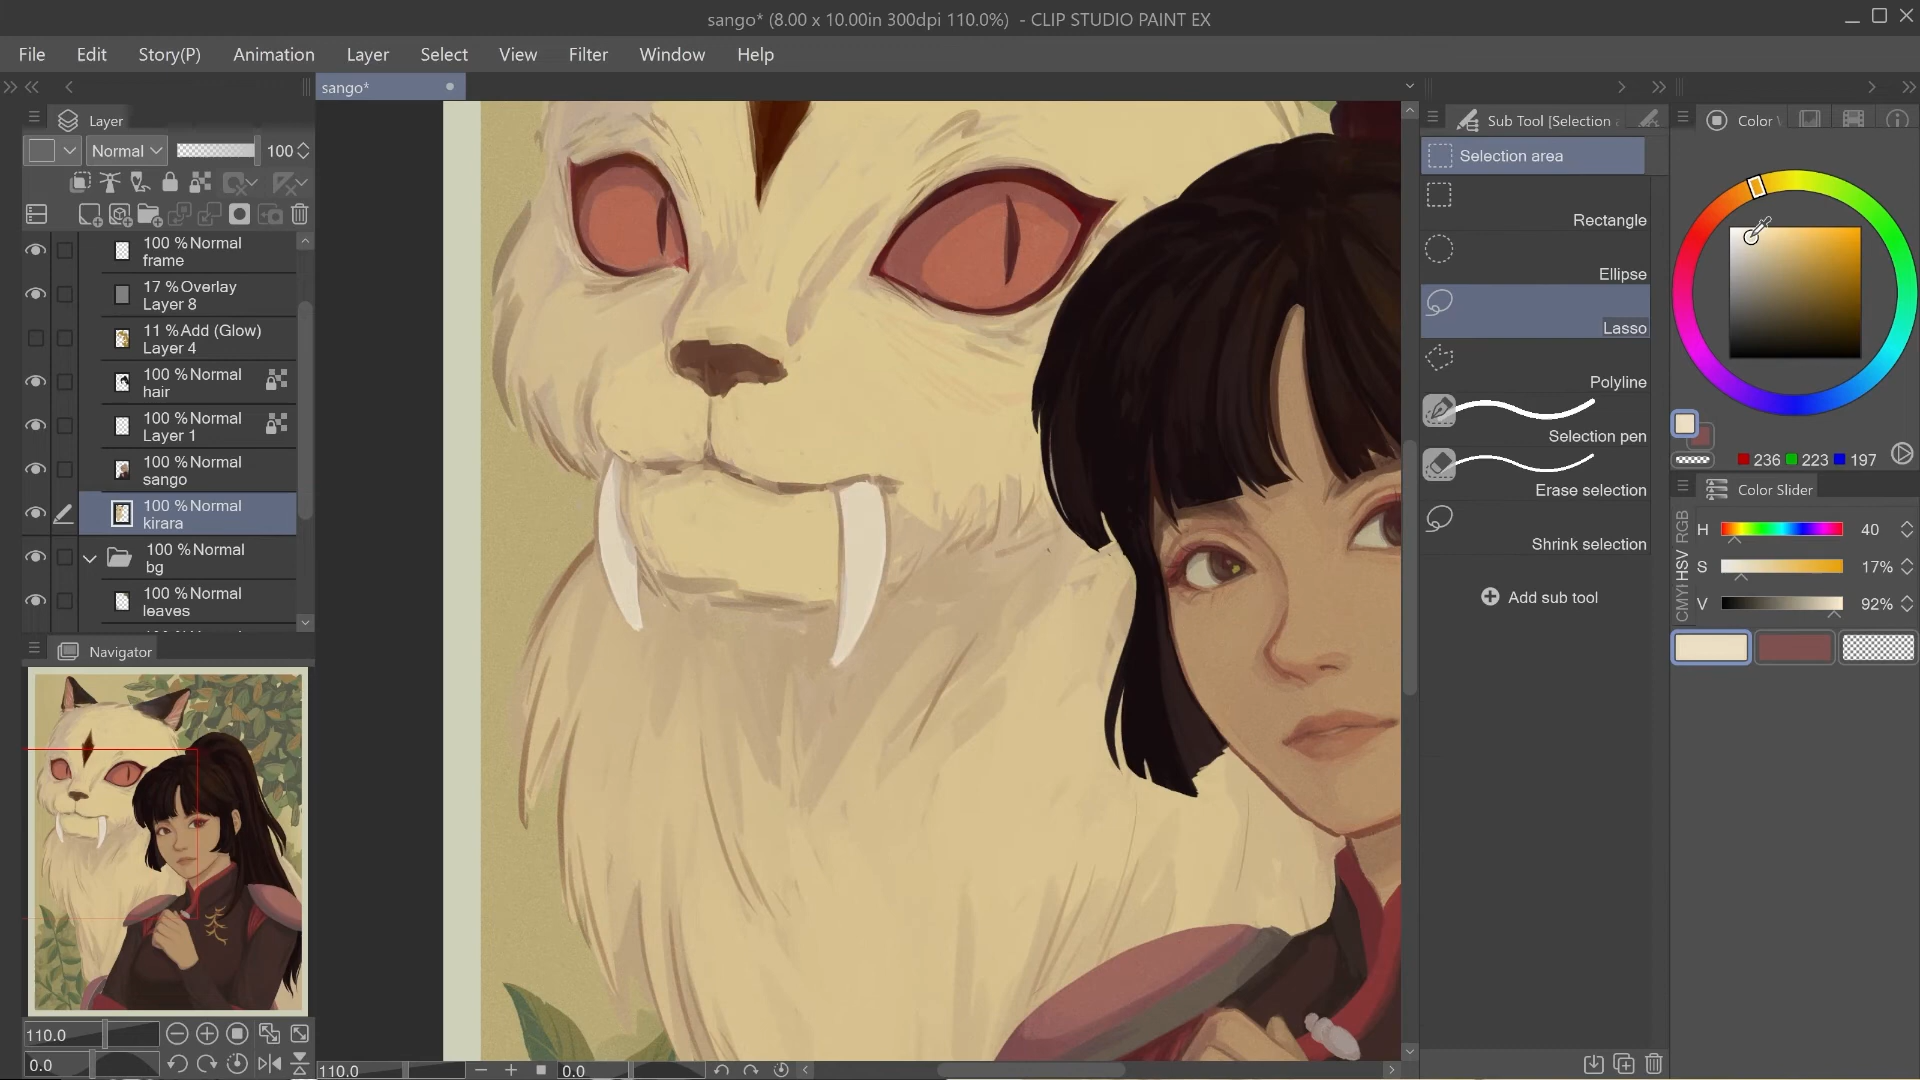 sango* (8.00 x 10.00in 300dpi 110.0%) - CLIP STUDIO PAINT EX
File Edit Story(P) Animation Layer Select View Filter Window Help
sango*
Layer
Normal 100
100 %Normal
frame
17 %Overlay
Layer 8
11 %Add (Glow)
Layer 4
100 %Normal
hair
100 %Normal
Layer 1
100 %Normal
sango
100 %Normal
kirara
100 %Normal
bg
100 %Normal
leaves
Navigator
110.0
0.0
110.0 0.0
Sub Tool [Selection
Selection area
Rectangle
Ellipse
Lasso
Polyline
Selection pen
Erase selection
Shrink selection
Add sub tool
Color
236 223 197
Color Slider
RGB
HSV
CMYK
H 40
S 17%
V 92%